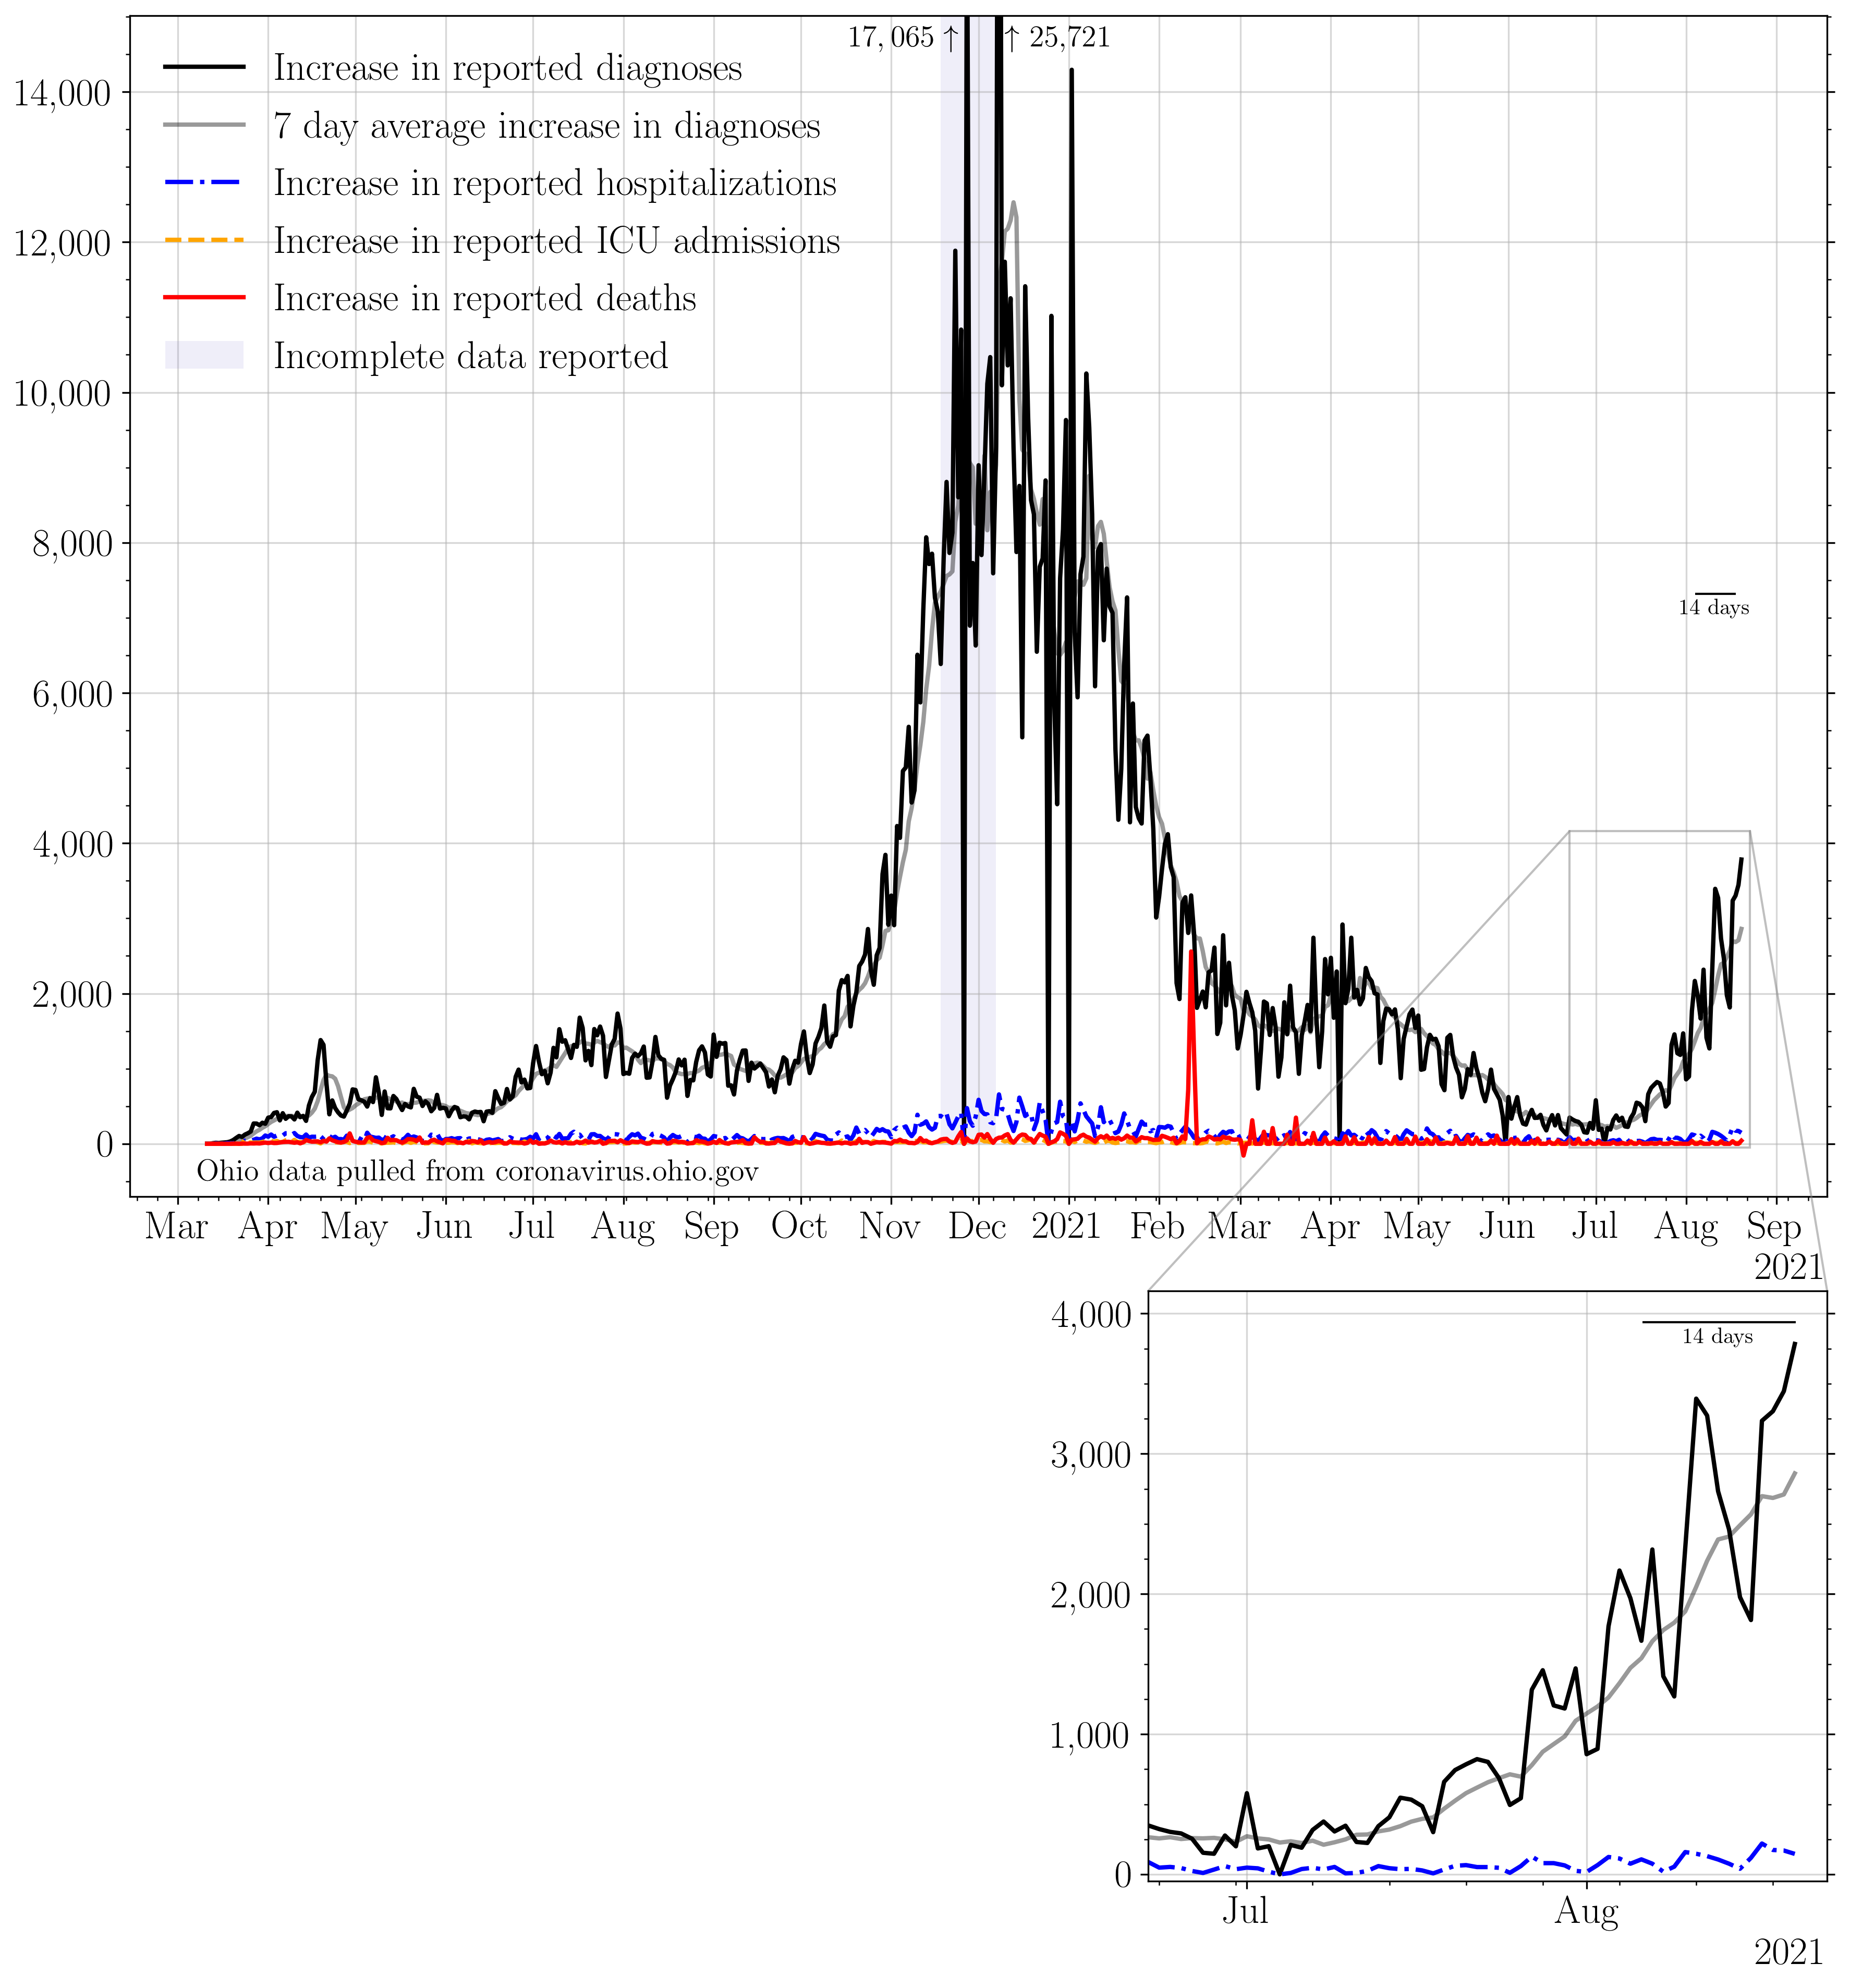 17,065 ↑ ↑ 25,721
Increase in reported diagnoses
7 day average increase in diagnoses
Increase in reported hospitalizations
Increase in reported ICU admissions
Increase in reported deaths
Incomplete data reported
14,000
12,000
10,000
8,000
6,000
4,000
2,000
0
14 days
Ohio data pulled from coronavirus.ohio.gov
Mar Apr May Jun Jul Aug Sep Oct Nov Dec 2021 Feb Mar Apr May Jun Jul Aug Sep
2021
4,000
3,000
2,000
1,000
0
14 days
Jul Aug
2021